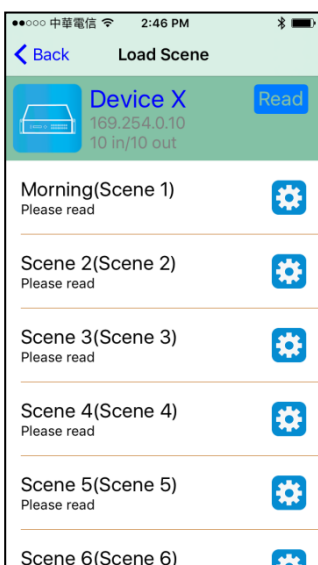 中華電信 2:46 PM
Back Load Scene
Device X Read
169.254.0.10
10 in/10 out
Morning(Scene 1)
Please read
Scene 2(Scene 2)
Please read
Scene 3(Scene 3)
Please read
Scene 4(Scene 4)
Please read
Scene 5(Scene 5)
Please read
Scene 6(Scene 6)